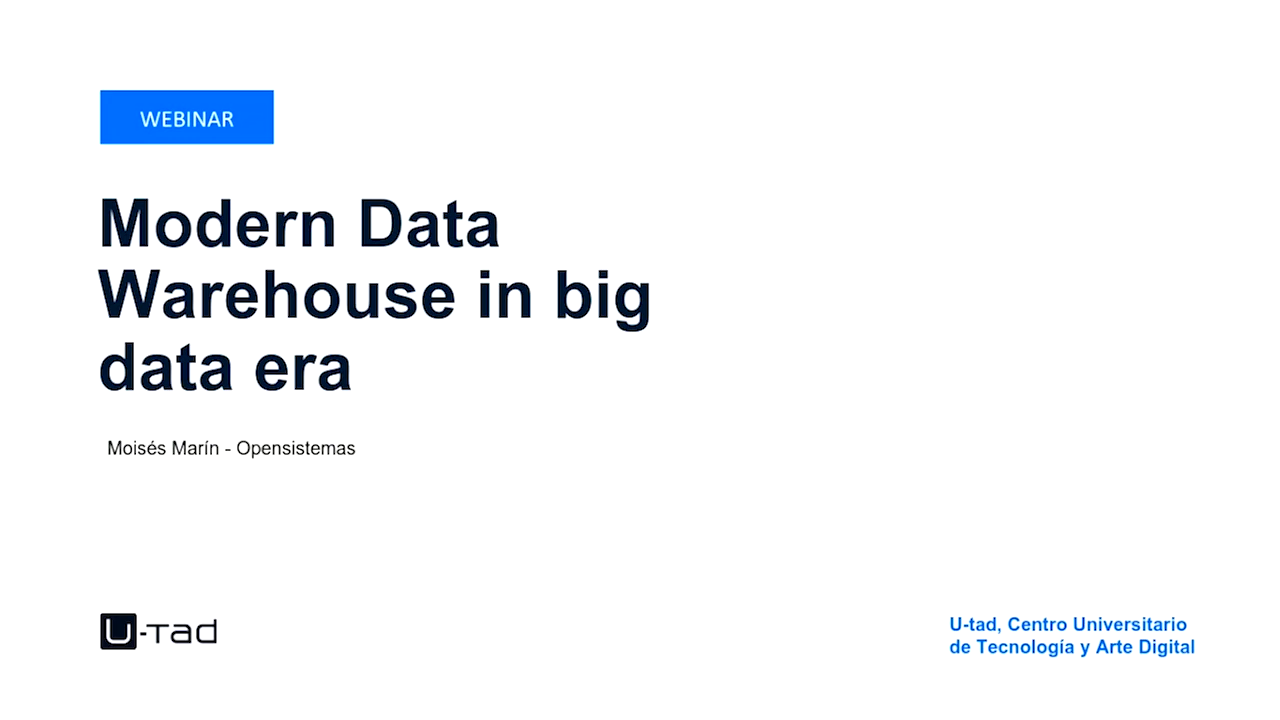 WEBINAR
Modern Data
Warehouse in big
data era
Moisés Marín - Opensistemas
U-Tad
U-tad, Centro Universitario
de Tecnología y Arte Digital